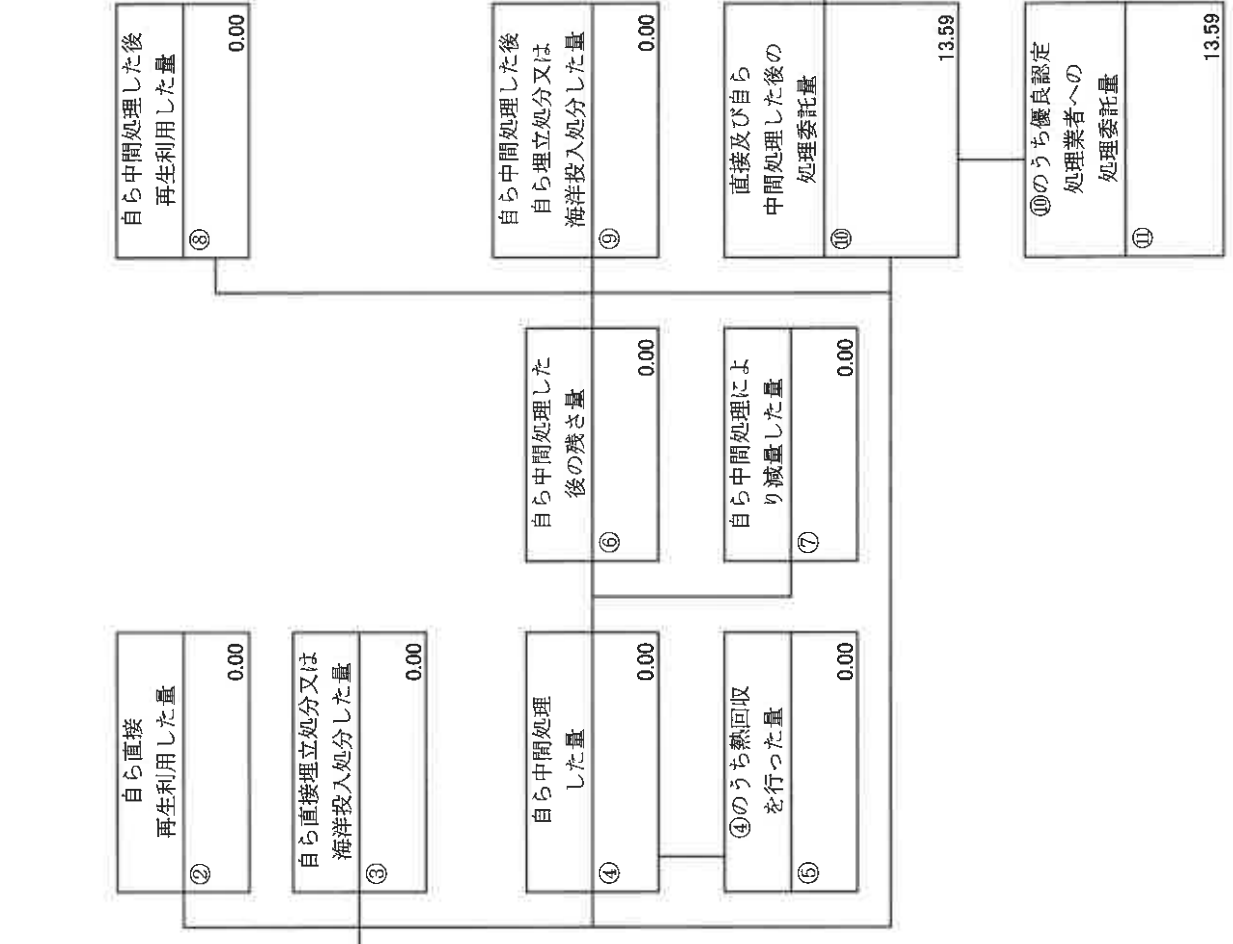 自ら直接
再生利用した量
②
0.00
自ら直接埋立処分又は
海洋投入処分した量
③
0.00
自ら中間処理
した量
④
0.00
④のうち熱回収
を行った量
⑤
0.00
自ら中間処理した
後の残さ量
⑥
0.00
自ら中間処理によ
り減量した量
⑦
0.00
自ら中間処理した後
再生利用した量
⑧
0.00
自ら中間処理した後
自ら埋立処分又は
海洋投入処分した量
⑨
0.00
直接及び自ら
中間処理した後の
処理委託量
⑩
13.59
⑩のうち優良認定
処理業者への
処理委託量
⑪
13.59